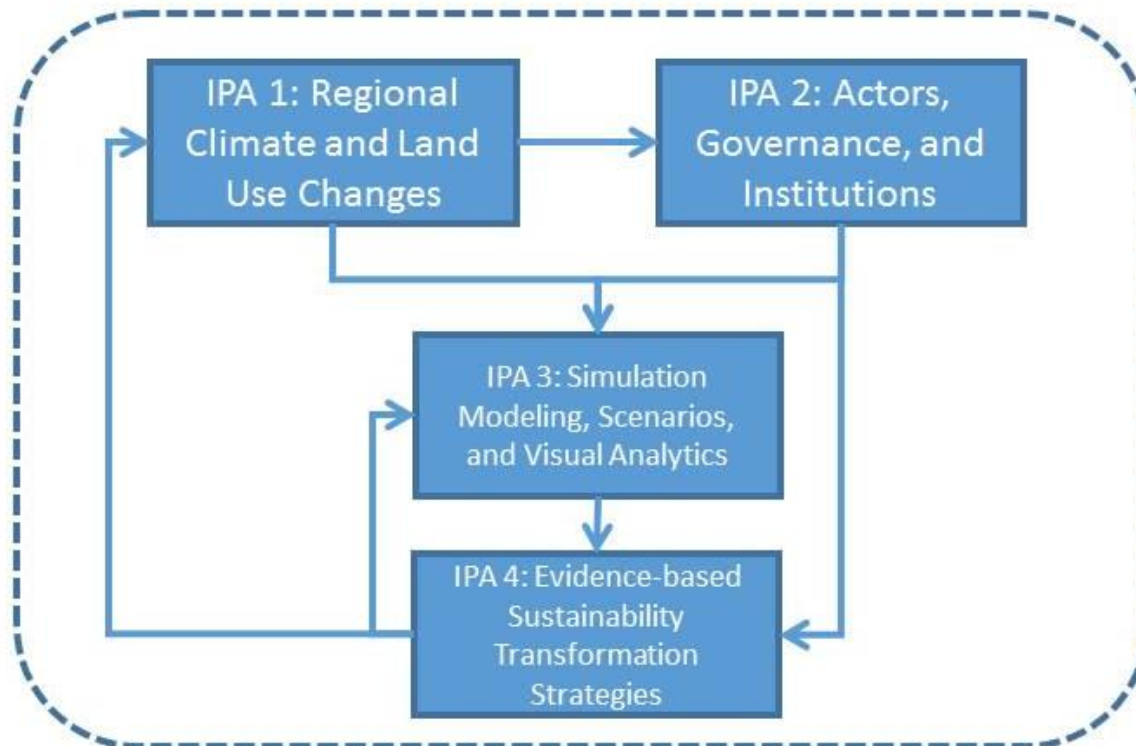 IPA 1: Regional
Climate and Land
Use Changes
IPA 2: Actors,
Governance, and
Institutions
IPA 3: Simulation
Modeling, Scenarios,
and Visual Analytics
IPA 4: Evidence-based
Sustainability
Transformation
Strategies